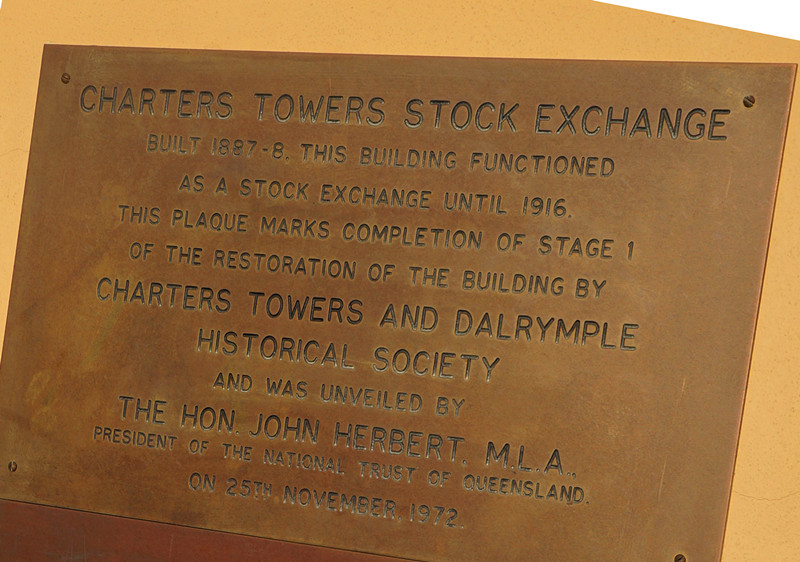 CHARTERS TOWERS STOCK EXCHANGE
BUILT 1887-8. THIS BUILDING FUNCTIONED
AS A STOCK EXCHANGE UNTIL 1916.
THIS PLAQUE MARKS COMPLETION OF STAGE 1
OF THE RESTORATION OF THE BUILDING BY
CHARTERS TOWERS AND DALRYMPLE
HISTORICAL SOCIETY
AND WAS UNVEILED BY
THE HON. JOHN HERBERT. M.L.A.,
PRESIDENT OF THE NATIONAL TRUST OF QUEENSLAND.
ON 25TH NOVEMBER, 1972.